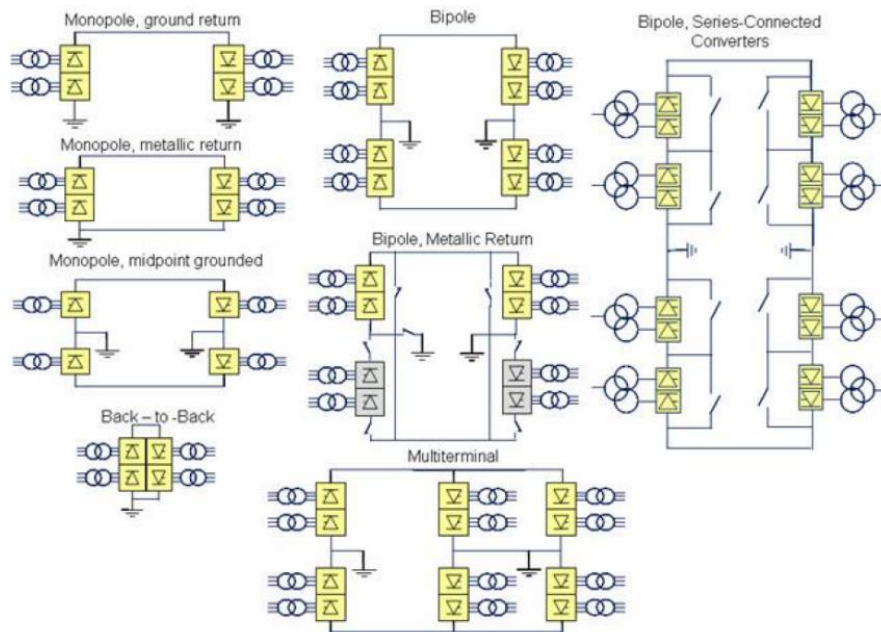 Monopole, ground return
Bipole
Bipole, Series-Connected
Converters
Monopole, metallic return
Monopole, midpoint grounded
Bipole, Metallic Return
Back – to -Back
Multiterminal